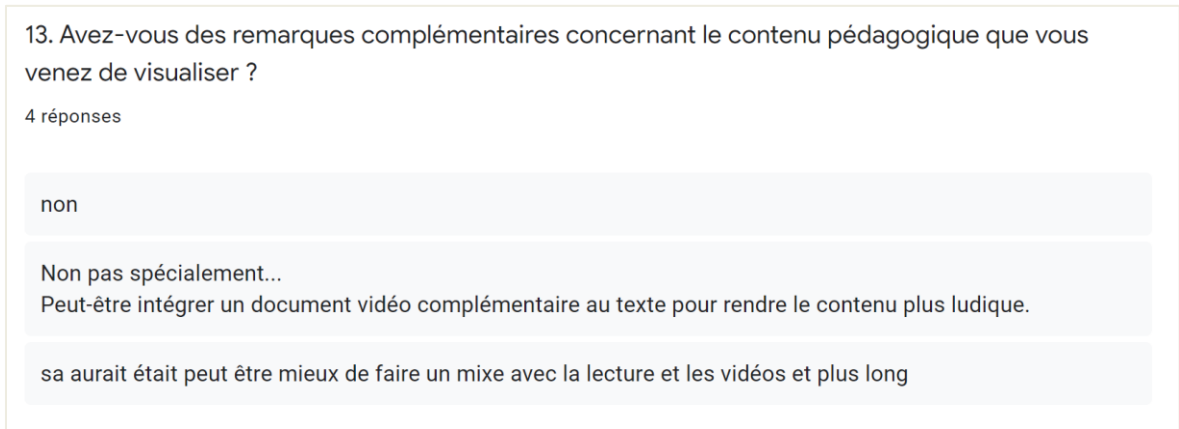 13. Avez-vous des remarques complémentaires concernant le contenu pédagogique que vous
venez de visualiser ?
4 réponses
non
Non pas spécialement...
Peut-être intégrer un document vidéo complémentaire au texte pour rendre le contenu plus ludique.
sa aurait était peut être mieux de faire un mixe avec la lecture et les vidéos et plus long